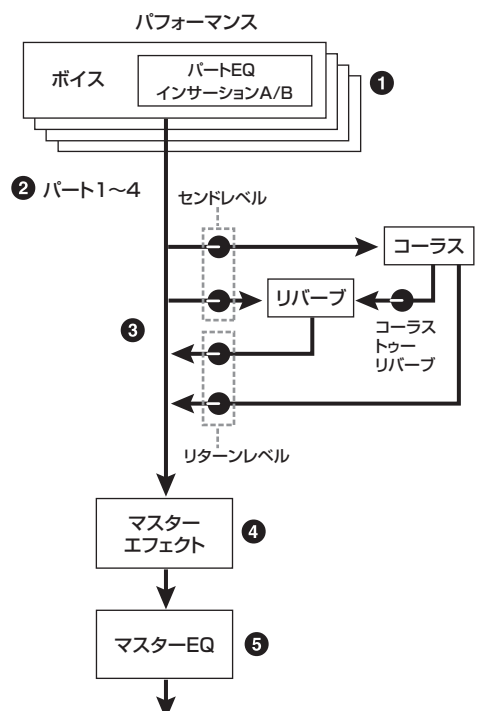 パフォーマンス
ボイス
パートEQ
インサーションA/B
❶
❷ パート1～4
センドレベル
コーラス
リバーブ
❸
コーラス
トゥー
リバーブ
リターンレベル
マスター
エフェクト
❹
マスターEQ
❺